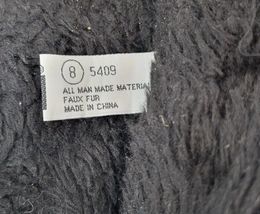 8 5409
ALL MAN MADE MATERIA
FAUX FUR
MADE IN CHINA